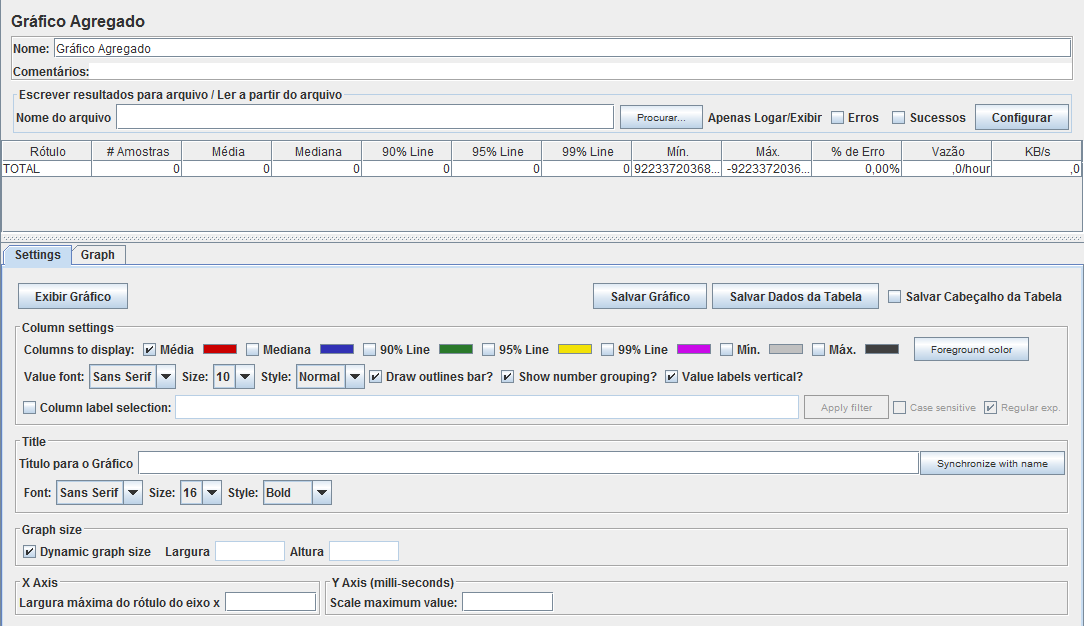 Gráfico Agregado
Nome: Gráfico Agregado
Comentários:
Escrever resultados para arquivo / Ler a partir do arquivo
Nome do arquivo Procurar... Apenas Logar/Exibir Erros Sucessos Configurar
Rótulo # Amostras Média Mediana 90% Line 95% Line 99% Line Mín. Máx. % de Erro Vazão KB/s
TOTAL 0 0 0 0 0 0 92233720368... -9223372036... 0,00% ,0/hour ,0
Settings Graph
Exibir Gráfico Salvar Gráfico Salvar Dados da Tabela Salvar Cabeçalho da Tabela
Column settings
Columns to display: Média Mediana 90% Line 95% Line 99% Line Mín. Máx. Foreground color
Value font: Sans Serif Size: 10 Style: Normal Draw outlines bar? Show number grouping? Value labels vertical?
Column label selection: Apply filter Case sensitive Regular exp.
Title
Título para o Gráfico Synchronize with name
Font: Sans Serif Size: 16 Style: Bold
Graph size
Dynamic graph size Largura Altura
X Axis Y Axis (milli-seconds)
Largura máxima do rótulo do eixo x Scale maximum value: